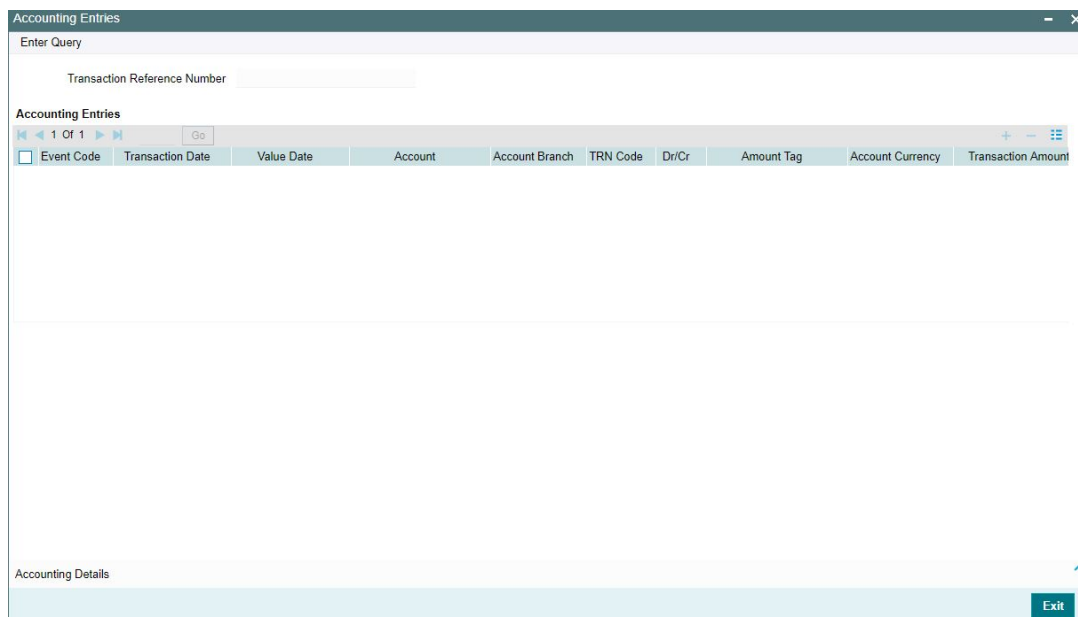 Accounting Entries
Enter Query
Transaction Reference Number
Accounting Entries
1 Of 1 Go
Event Code Transaction Date Value Date Account Account Branch TRN Code Dr/Cr Amount Tag Account Currency Transaction Amount
Accounting Details
Exit